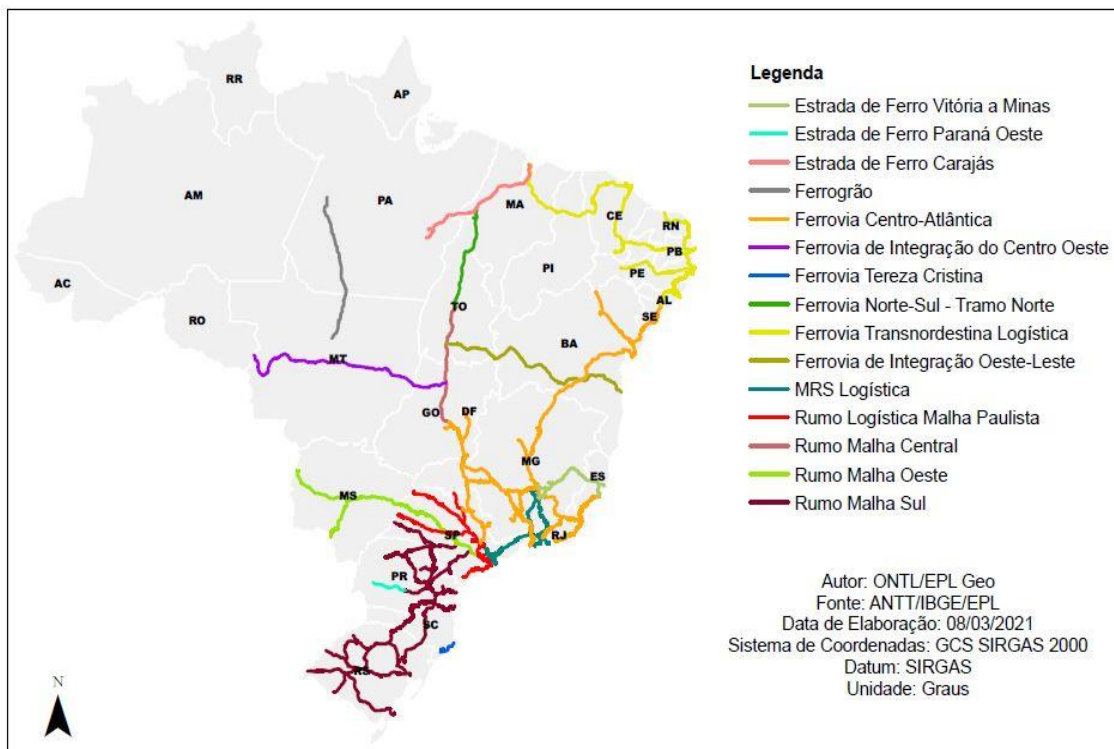 RR
AP
AM
PA
MA
CE
RN
PB
PI
PE
AC
TO
AL
SE
RO
BA
MT
GO
DF
MG
ES
MS
SP
RJ
PR
SC
RS
N
Legenda
Estrada de Ferro Vitória a Minas
Estrada de Ferro Paraná Oeste
Estrada de Ferro Carajás
Ferrogrão
Ferrovia Centro-Atlântica
Ferrovia de Integração do Centro Oeste
Ferrovia Tereza Cristina
Ferrovia Norte-Sul - Tramo Norte
Ferrovia Transnordestina Logística
Ferrovia de Integração Oeste-Leste
MRS Logística
Rumo Logística Malha Paulista
Rumo Malha Central
Rumo Malha Oeste
Rumo Malha Sul
Autor: ONTL/EPL Geo
Fonte: ANTT/IBGE/EPL
Data de Elaboração: 08/03/2021
Sistema de Coordenadas: GCS SIRGAS 2000
Datum: SIRGAS
Unidade: Graus